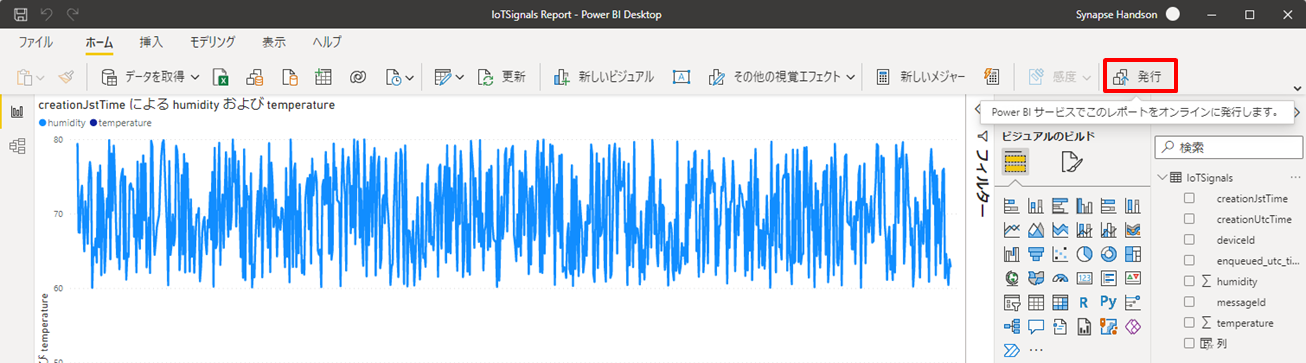 IoTSignals Report - Power BI Desktop
Synapse Handson
ファイル ホーム 挿入 モデリング 表示 ヘルプ
データを取得 更新 新しいビジュアル その他の視覚エフェクト 新しいメジャー 感度 発行
Power BI サービスでこのレポートをオンラインに発行します。
creationJstTime による humidity および temperature
humidity temperature
80
70
60
50
び temperature
フィルター
ビジュアルのビルド
123
R Py
検索
IoTSignals
creationJstTime
creationUtcTime
deviceId
enqueued_utc_ti...
humidity
messageId
temperature
列